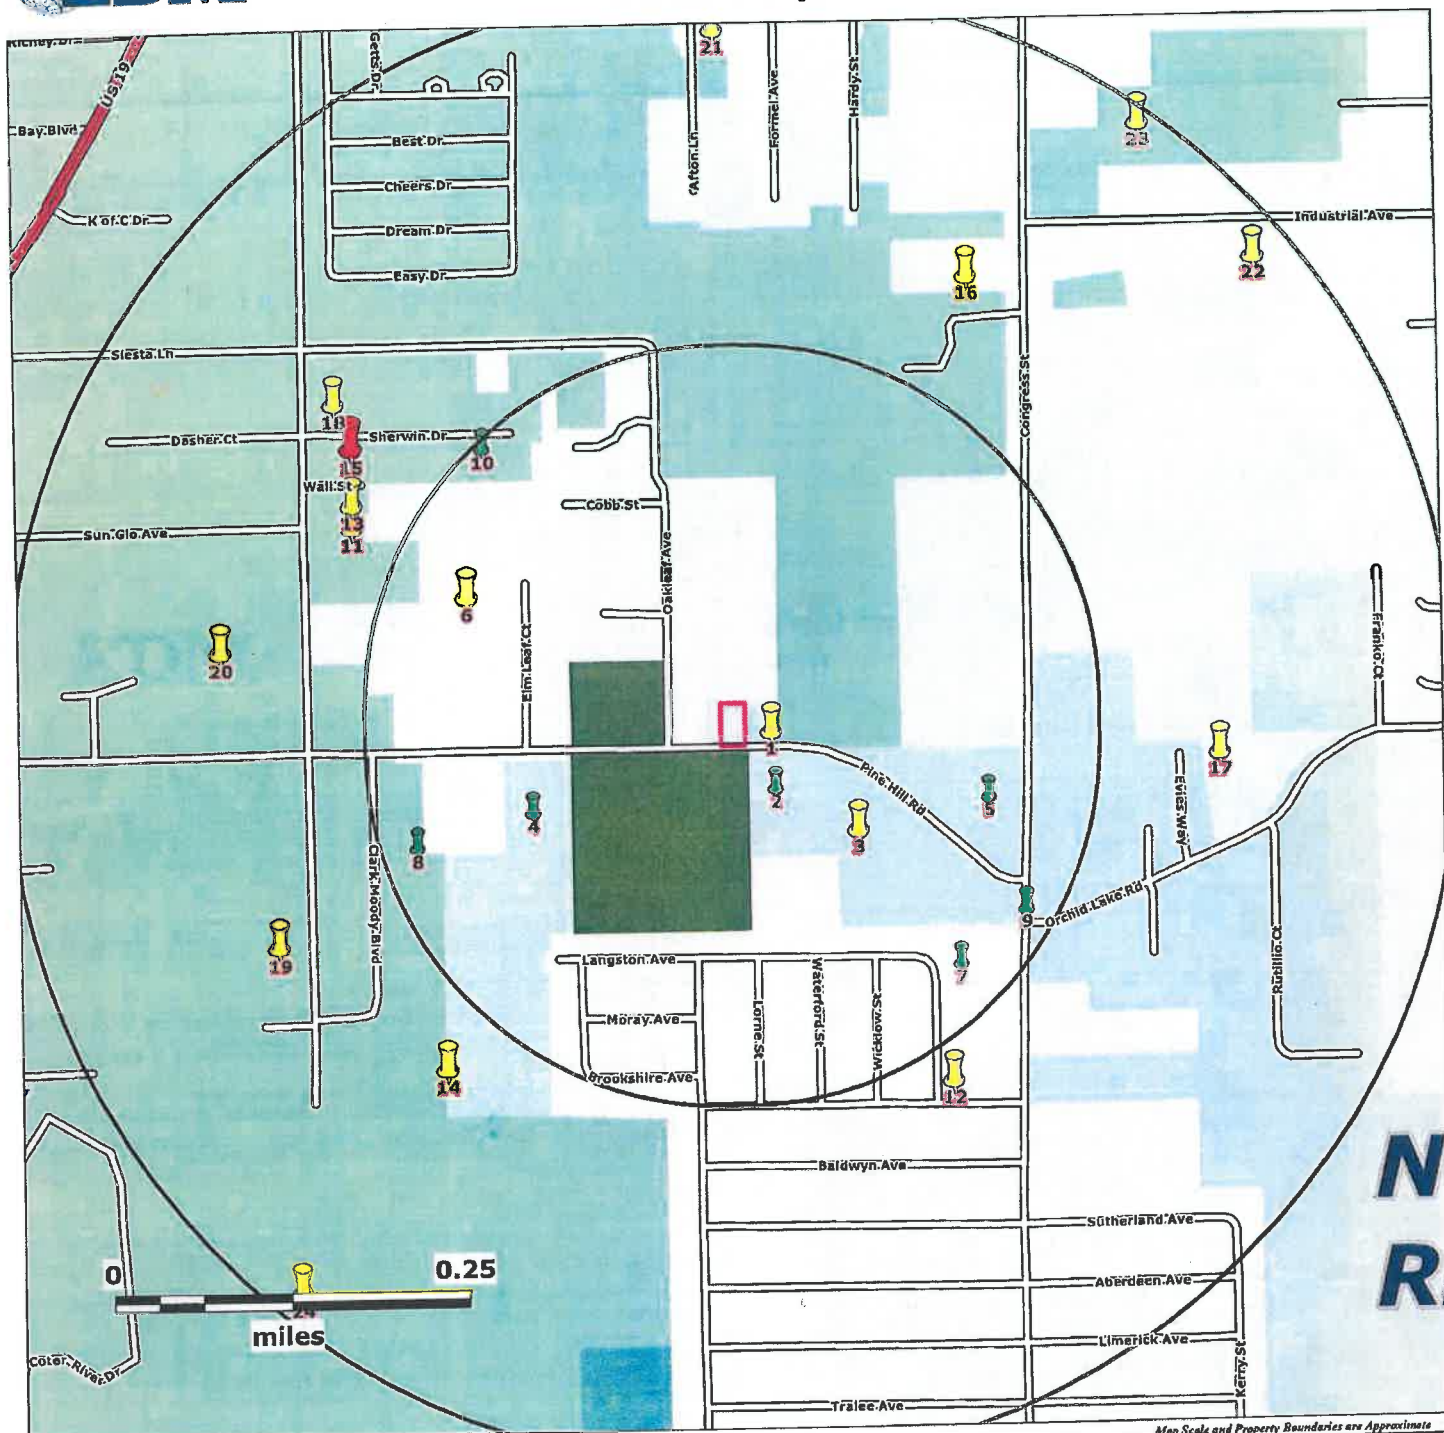 Richey Dr
US 19
Bay Blvd
K of C Dr
Getts Dr
Best Dr
Cheers Dr
Dream Dr
Easy Dr
21
Afton Ln
Fornel Ave
Hardy St
23
Industrial Ave
22
16
Siesta Ln
Congress St
18
Dasher Ct
Sherwin Dr
15
10
Wall St
13
11
Cobb St
Sun Glo Ave
Oakleaf Ave
6
Elm Leaf Ct
20
Franko Ct
1
17
2
Pine Hill Rd
5
Evies Way
4
3
8
Clark Moody Blvd
9
Orchid Lake Rd
19
Langston Ave
7
Waterford St
Lorne St
Wicklow St
Rutillio Ct
Moray Ave
Brookshire Ave
14
12
Baldwyn Ave
N
Sutherland Ave
0
0.25
Aberdeen Ave
R
24
miles
Limerick Ave
Coter River Dr
Kerry St
Tralee Ave
Map Scale and Property Boundaries are Approximate